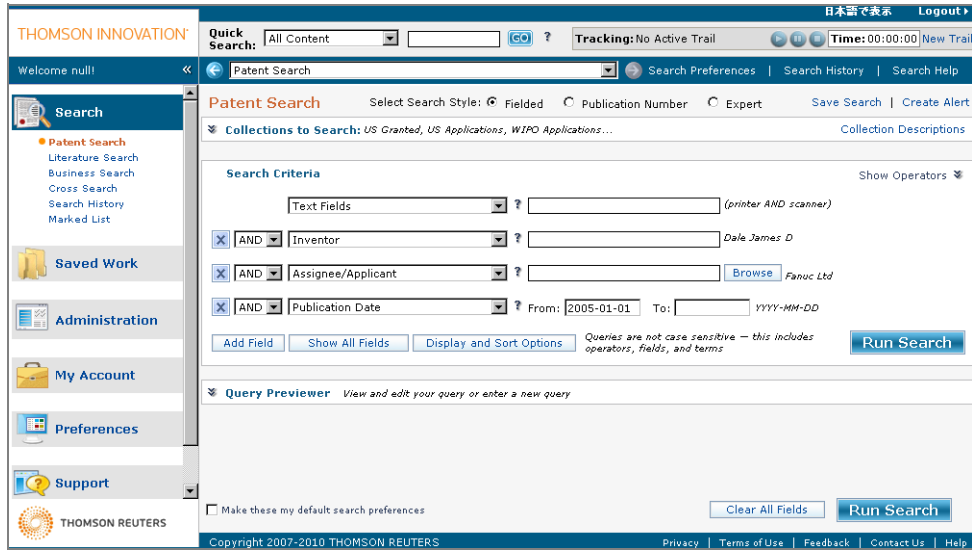 日本語で表示 Logout
THOMSON INNOVATION
Quick Search: All Content GO ? Tracking: No Active Trail Time: 00:00:00 New Trail
Welcome null! «
Patent Search Search Preferences | Search History | Search Help
Search
Patent Search
Literature Search
Business Search
Cross Search
Search History
Marked List
Saved Work
Administration
My Account
Preferences
Support
THOMSON REUTERS
Patent Search Select Search Style: Fielded Publication Number Expert Save Search | Create Alert
Collections to Search: US Granted, US Applications, WIPO Applications... Collection Descriptions
Search Criteria Show Operators
Text Fields ? (printer AND scanner)
X AND Inventor ? Dale James D
X AND Assignee/Applicant ? Browse Fanuc Ltd
X AND Publication Date ? From: 2005-01-01 To: YYYY-MM-DD
Add Field Show All Fields Display and Sort Options Queries are not case sensitive — this includes
operators, fields, and terms Run Search
Query Previewer View and edit your query or enter a new query
Make these my default search preferences Clear All Fields Run Search
Copyright 2007-2010 THOMSON REUTERS Privacy | Terms of Use | Feedback | Contact Us | Help